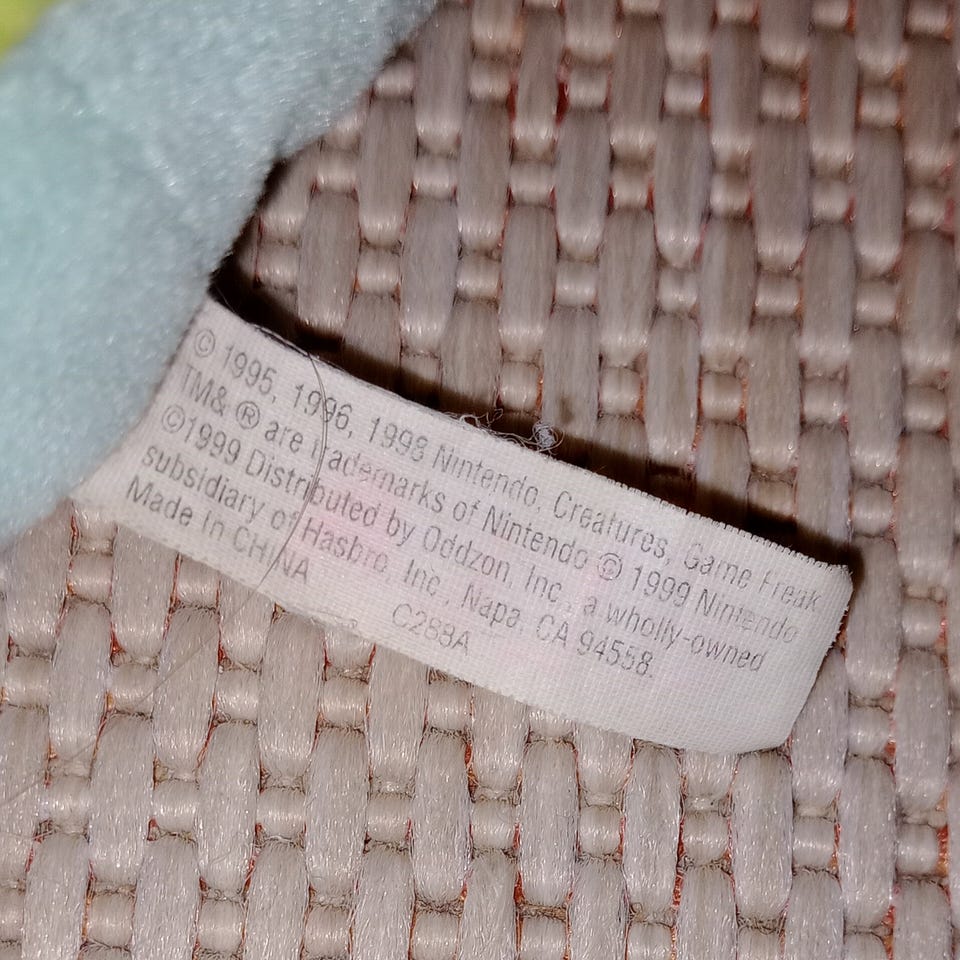 © 1995, 1996, 1998 Nintendo, Creatures, Game Freak
TM& ® are trademarks of Nintendo © 1999 Nintendo
©1999 Distributed by Oddzon, Inc., a wholly-owned
subsidiary of Hasbro, Inc., Napa, CA 94558.
Made In CHINA C288A